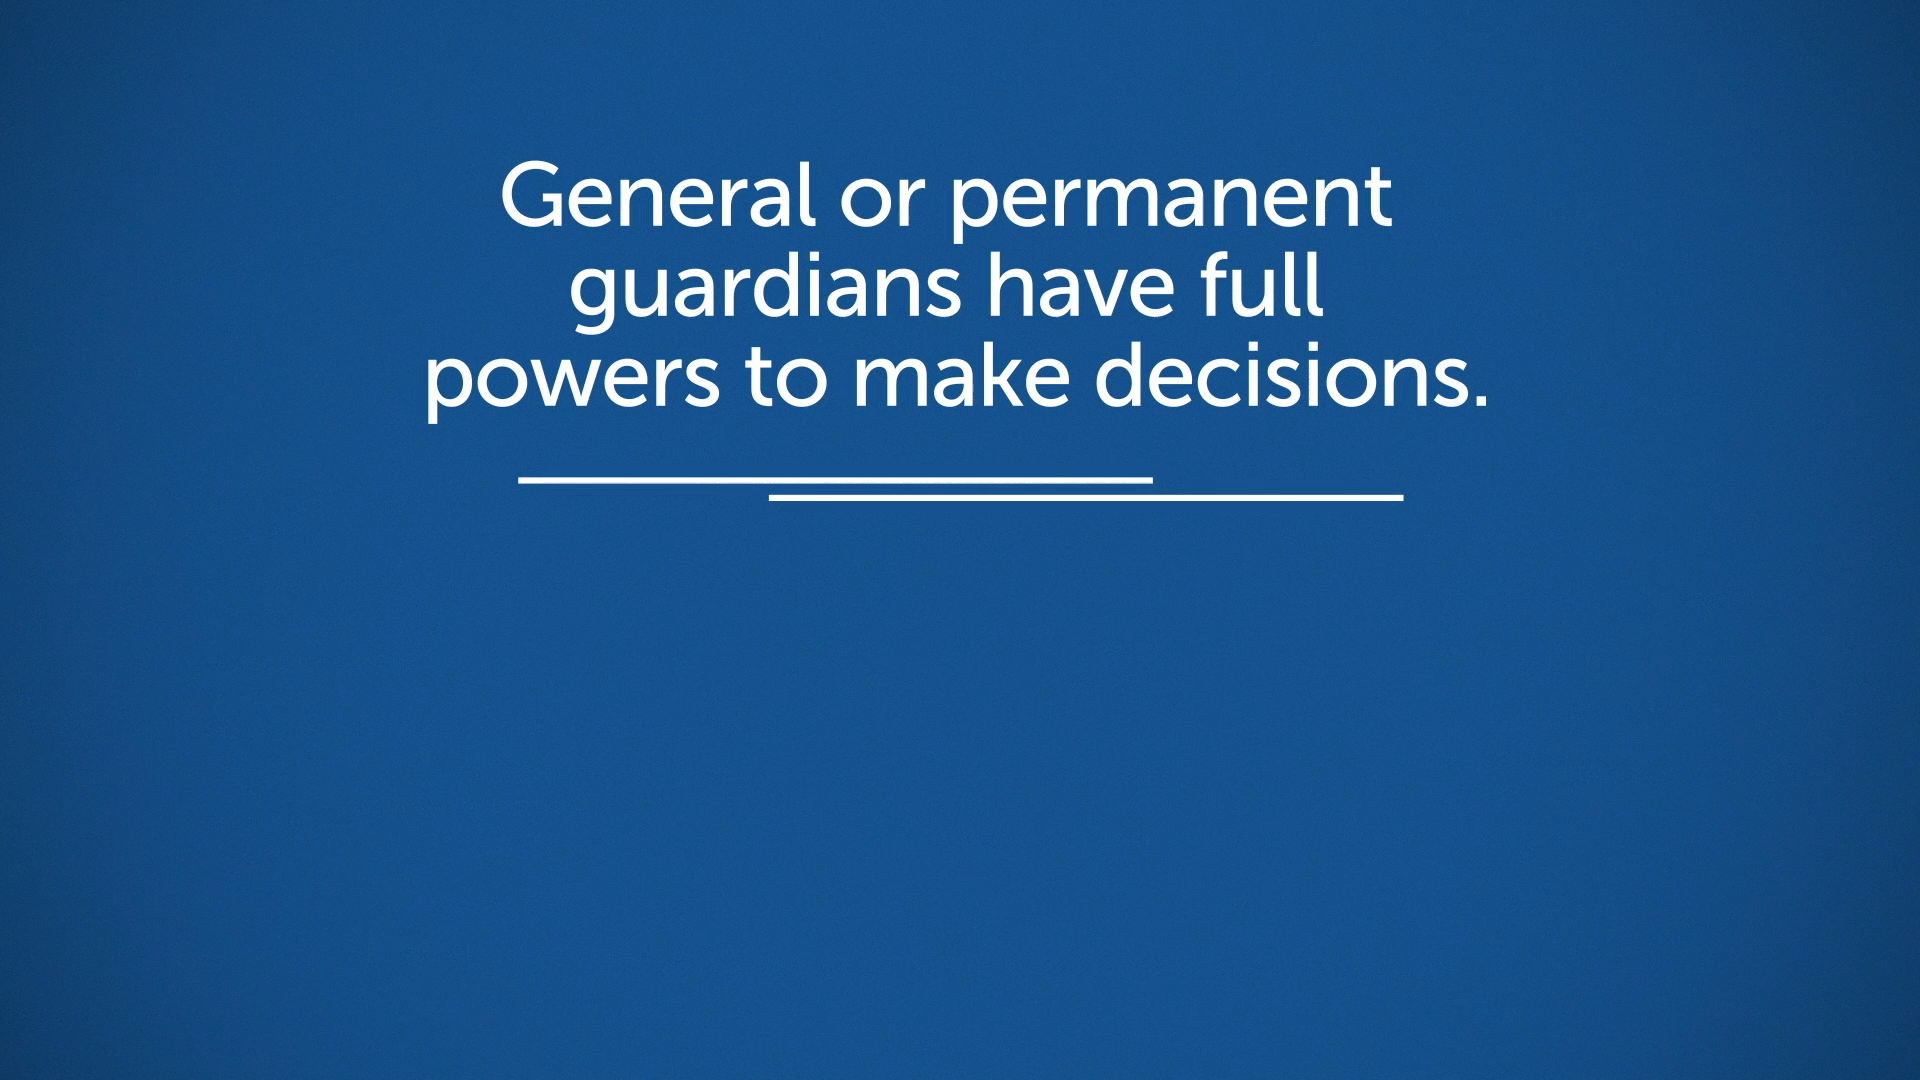 General or permanent
guardians have full
powers to make decisions.